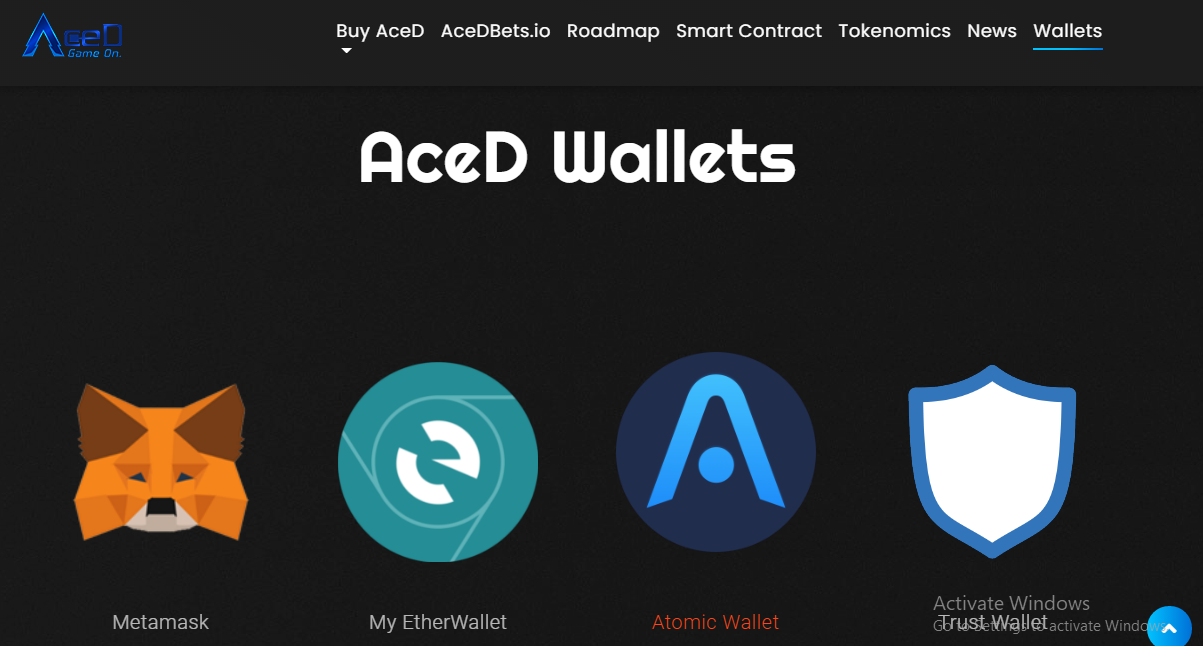 AceD
Game On.
Buy AceD AceDBets.io Roadmap Smart Contract Tokenomics News Wallets
AceD Wallets
Metamask My EtherWallet Atomic Wallet Trust Wallet
Activate Windows
Go to Settings to activate Windows.